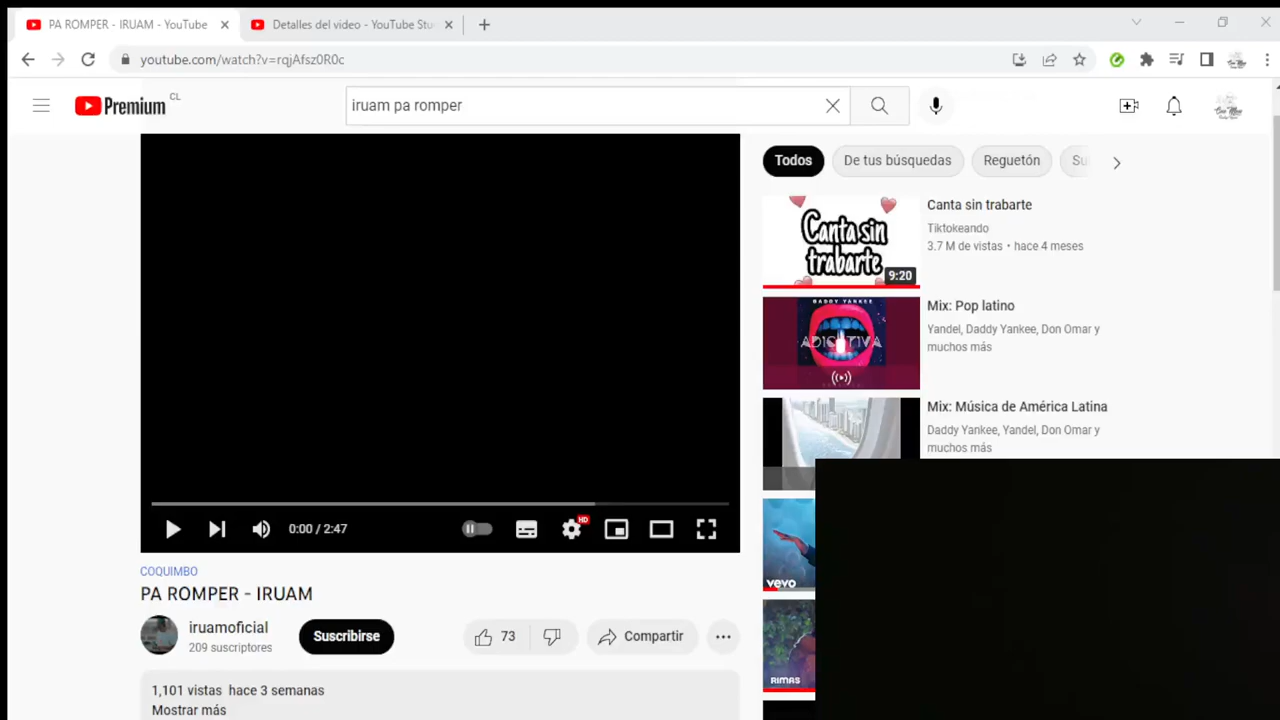 PA ROMPER - IRUAM - YouTube
Detalles del video - YouTube Stu
youtube.com/watch?v=rqjAfsz0R0c
Premium CL
iruam pa romper
Todos
De tus búsquedas
Reguetón
Canta sin trabarte
Canta sin
trabarte
9:20
Tiktokeando
3.7 M de vistas • hace 4 meses
DADDY YANKEE
Mix: Pop latino
Yandel, Daddy Yankee, Don Omar y
muchos más
Mix: Música de América Latina
Daddy Yankee, Yandel, Don Omar y
muchos más
0:00 / 2:47
HD
vevo
RIMAS
COQUIMBO
PA ROMPER - IRUAM
iruamoficial
209 suscriptores
Suscribirse
73
Compartir
1,101 vistas hace 3 semanas
Mostrar más